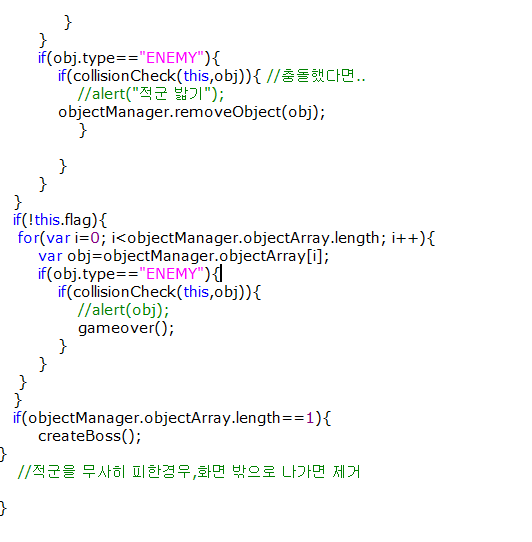 }
}
if(obj.type=="ENEMY"){
if(collisionCheck(this,obj)){ //충돌했다면..
//alert("적군 밟기");
objectManager.removeObject(obj);
}
}
}
}
if(!this.flag){
for(var i=0; i<objectManager.objectArray.length; i++){
var obj=objectManager.objectArray[i];
if(obj.type=="ENEMY"){
if(collisionCheck(this,obj)){
//alert(obj);
gameover();
}
}
}
}
if(objectManager.objectArray.length==1){
createBoss();
}
//적군을 무사히 피한경우,화면 밖으로 나가면 제거
}